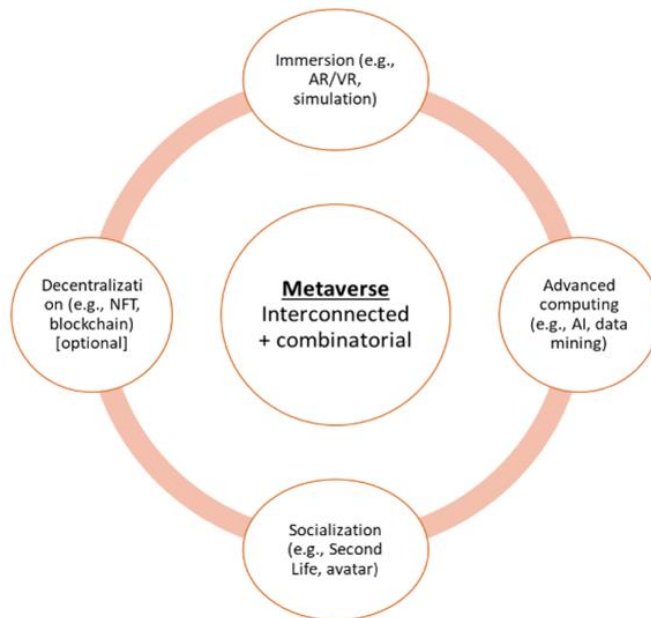 Immersion (e.g.,
AR/VR,
simulation)
Decentralizati
on (e.g., NFT,
blockchain)
[optional]
Metaverse
Interconnected
+ combinatorial
Advanced
computing
(e.g., AI, data
mining)
Socialization
(e.g., Second
Life, avatar)